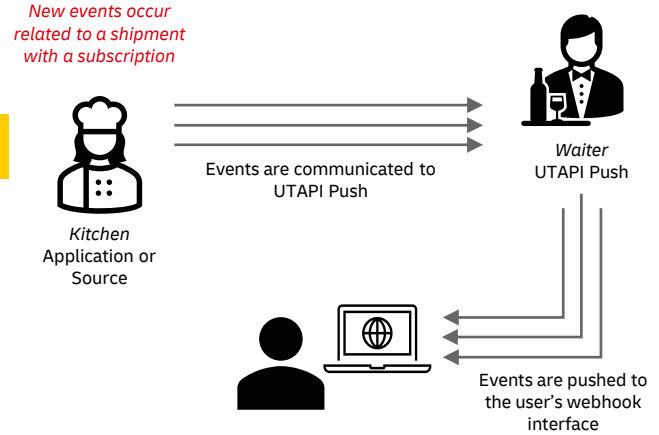 New events occur
related to a shipment
with a subscription
Events are communicated to
UTAPI Push
Waiter
UTAPI Push
Kitchen
Application or
Source
Events are pushed to
the user's webhook
interface